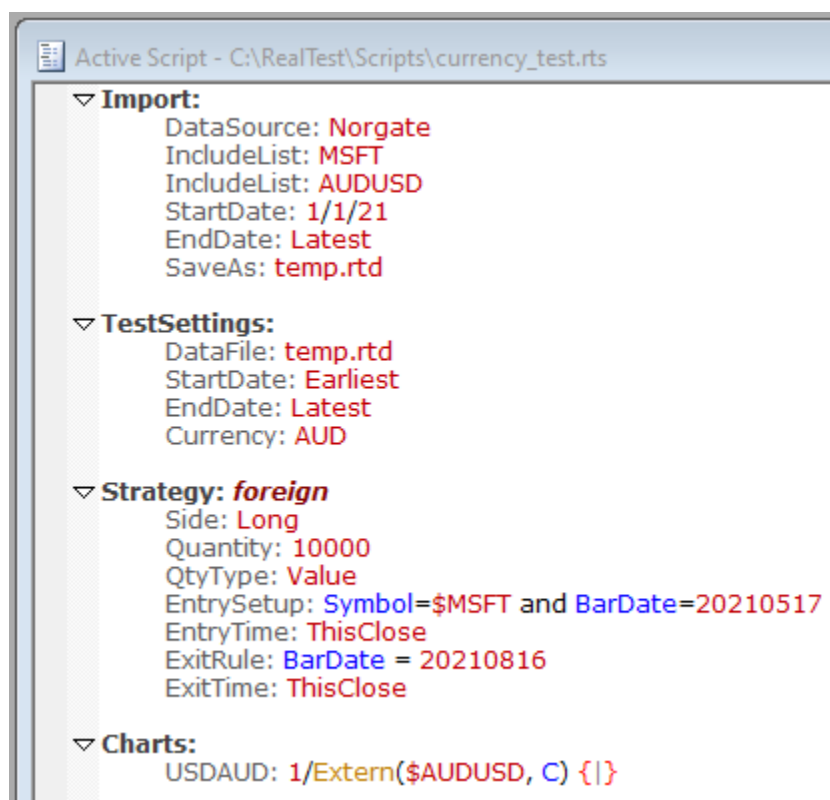 Active Script - C:\RealTest\Scripts\currency_test.rts
Import:
DataSource: Norgate
IncludeList: MSFT
IncludeList: AUDUSD
StartDate: 1/1/21
EndDate: Latest
SaveAs: temp.rtd
TestSettings:
DataFile: temp.rtd
StartDate: Earliest
EndDate: Latest
Currency: AUD
Strategy: foreign
Side: Long
Quantity: 10000
QtyType: Value
EntrySetup: Symbol=$MSFT and BarDate=20210517
EntryTime: ThisClose
ExitRule: BarDate = 20210816
ExitTime: ThisClose
Charts:
USDAUD: 1/Extern($AUDUSD, C) {|}